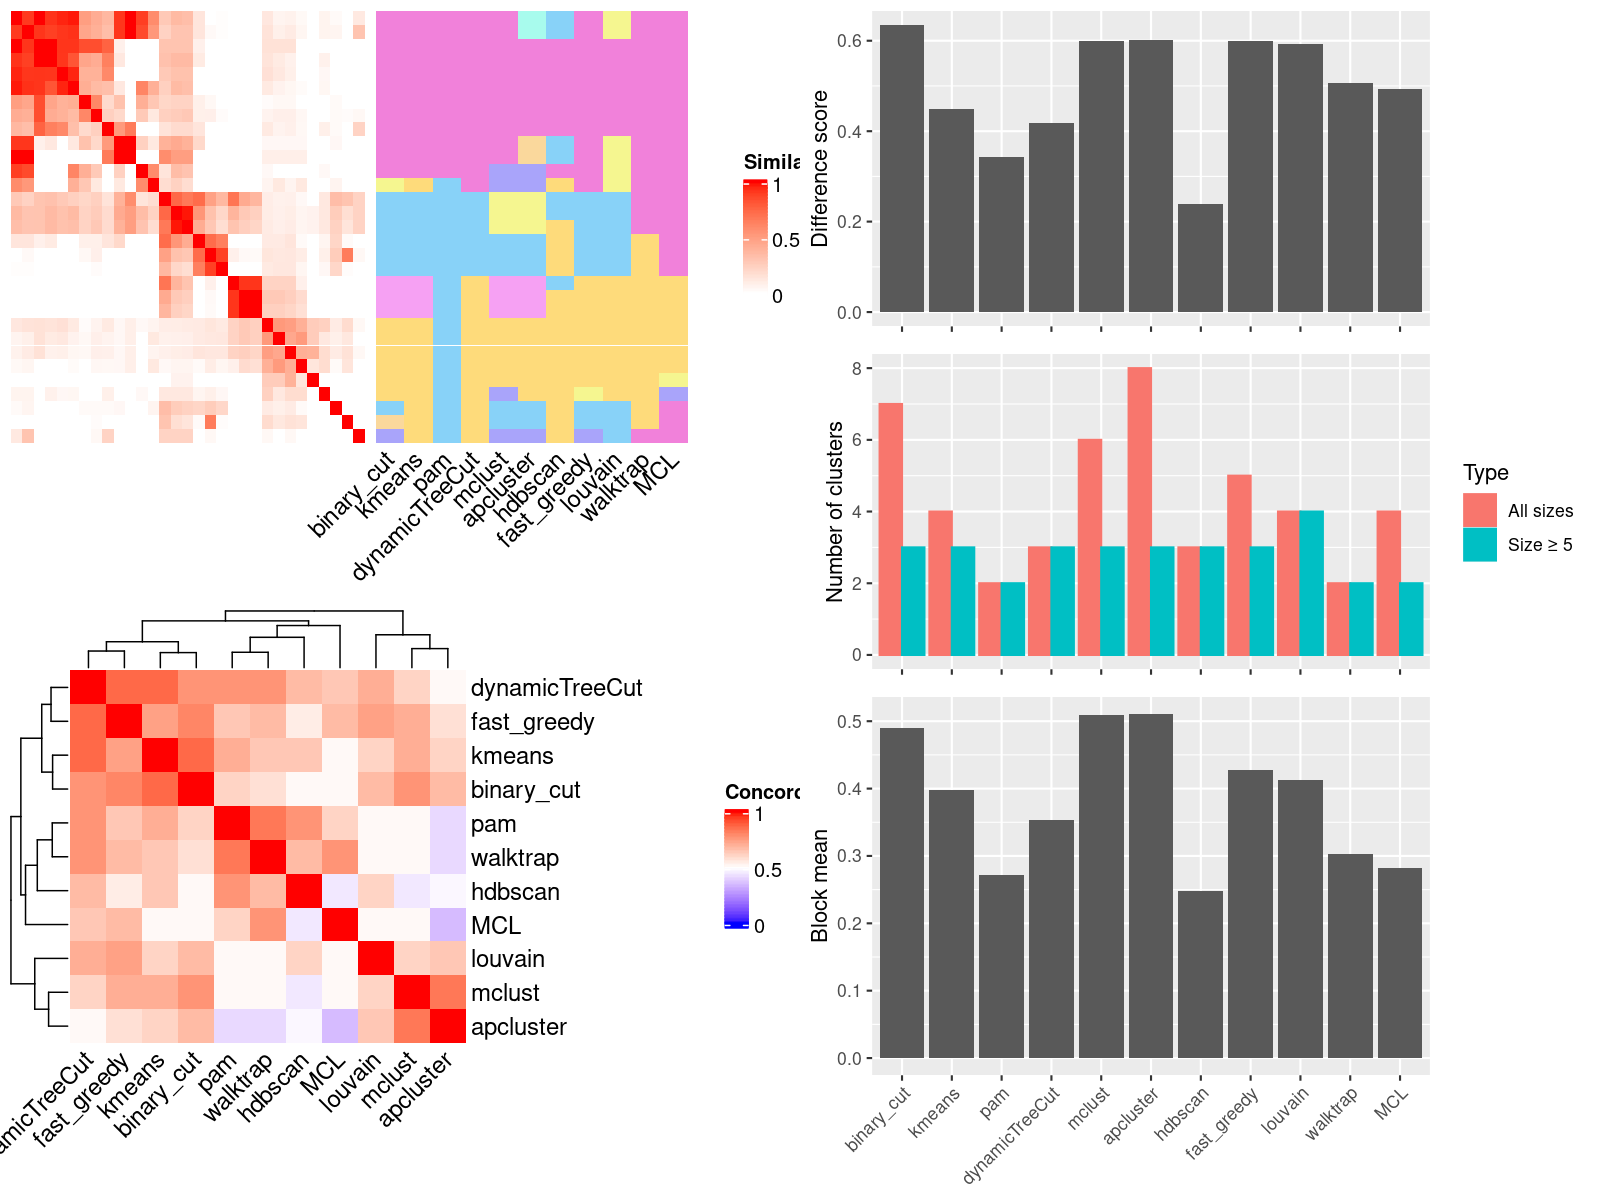 Simila
1
0.5
0
binary_cut
kmeans
pam
dynamicTreeCut
mclust
apcluster
hdbscan
fast_greedy
louvain
walktrap
MCL
dynamicTreeCut
fast_greedy
kmeans
binary_cut
pam
walktrap
hdbscan
MCL
louvain
mclust
apcluster
Concord
1
0.5
0
amicTreeCut
fast_greedy
kmeans
binary_cut
pam
walktrap
hdbscan
MCL
louvain
mclust
apcluster
Difference score
0.6
0.4
0.2
0.0
Number of clusters
8
6
4
2
0
Type
All sizes
Size ≥ 5
Block mean
0.5
0.4
0.3
0.2
0.1
0.0
binary_cut
kmeans
pam
dynamicTreeCut
mclust
apcluster
hdbscan
fast_greedy
louvain
walktrap
MCL